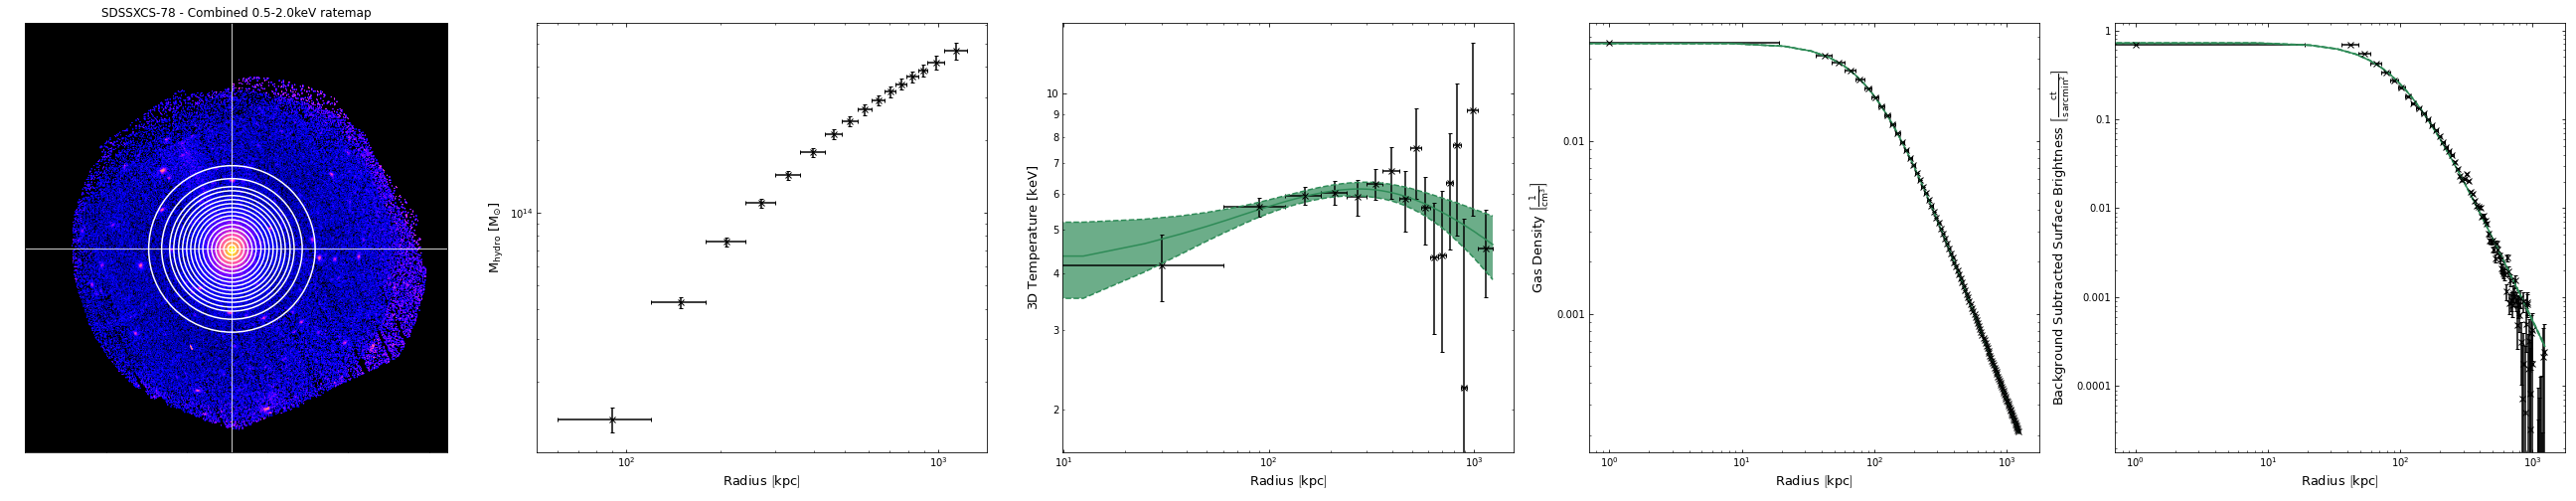 SDSSXCS-78 - Combined 0.5-2.0keV ratemap
M_hydro [M_⊙]
10^14
10^2 10^3
Radius [kpc]
3D Temperature [keV]
10
9
8
7
6
5
4
3
2
10^1 10^2 10^3
Radius [kpc]
Gas Density [1/cm^3]
0.01
0.001
10^0 10^1 10^2 10^3
Radius [kpc]
Background Subtracted Surface Brightness [ct/s arcmin^2]
1
0.1
0.01
0.001
0.0001
10^0 10^1 10^2 10^3
Radius [kpc]